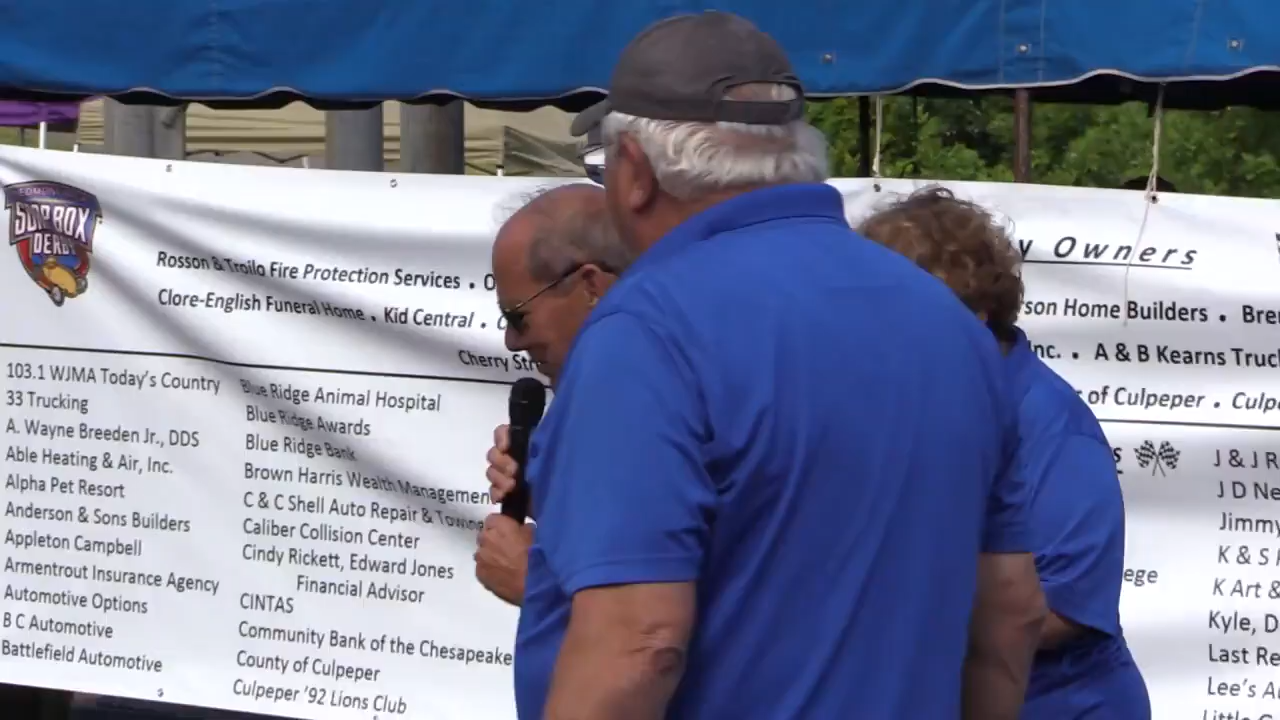 SOAP BOX
DERBY
Rosson & Troilo Fire Protection Services •
Clore-English Funeral Home • Kid Central •
Cherry
Owners
Home Builders •
Inc. • A & B Kearns
of Culpeper •
103.1 WJMA Today's Country
33 Trucking
A. Wayne Breeden Jr., DDS
Able Heating & Air, Inc.
Alpha Pet Resort
Anderson & Sons Builders
Appleton Campbell
Armentrout Insurance Agency
Automotive Options
B C Automotive
Battlefield Automotive
Blue Ridge Animal Hospital
Blue Ridge Awards
Blue Ridge Bank
Brown Harris Wealth Management
C & C Shell Auto Repair & Towing
Caliber Collision Center
Cindy Rickett, Edward Jones
Financial Advisor
CINTAS
Community Bank of the Chesapeake
County of Culpeper
Culpeper '92 Lions Club
ege
J & J R
J D Ne
Jimmy
K & S
K Art &
Kyle, D
Last Re
Lee's A